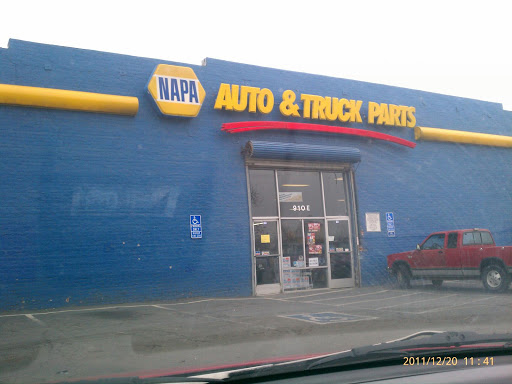 NAPA
AUTO & TRUCK PARTS
910 E
2011/12/20 11:41